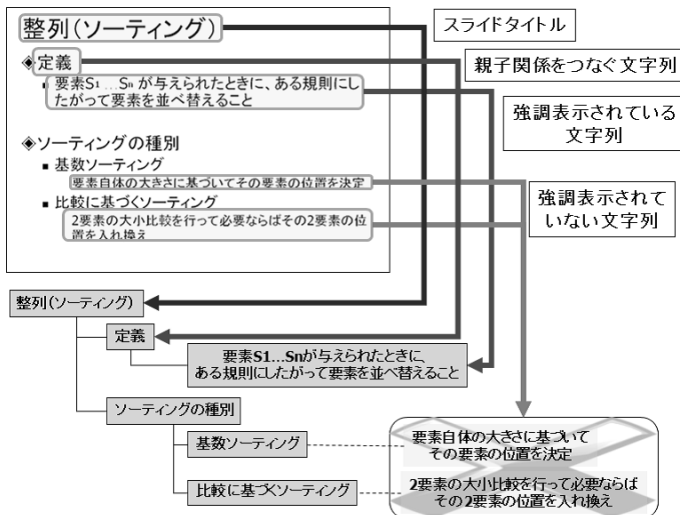 整列(ソーティング)
スライドタイトル
◈定義
親子関係をつなぐ文字列
▪ 要素S1…Sn が与えられたときに、ある規則にし
たがって要素を並べ替えること
強調表示されている
文字列
◈ソーティングの種別
▪ 基数ソーティング
要素自体の大きさに基づいてその要素の位置を決定
強調表示されて
いない文字列
▪ 比較に基づくソーティング
2要素の大小比較を行って必要ならばその2要素の位
置を入れ換え
整列(ソーティング)
定義
要素S1…Snが与えられたときに、
ある規則にしたがって要素を並べ替えること
ソーティングの種別
基数ソーティング
要素自体の大きさに基づいて
その要素の位置を決定
比較に基づくソーティング
2要素の大小比較を行って必要ならば
その2要素の位置を入れ換え